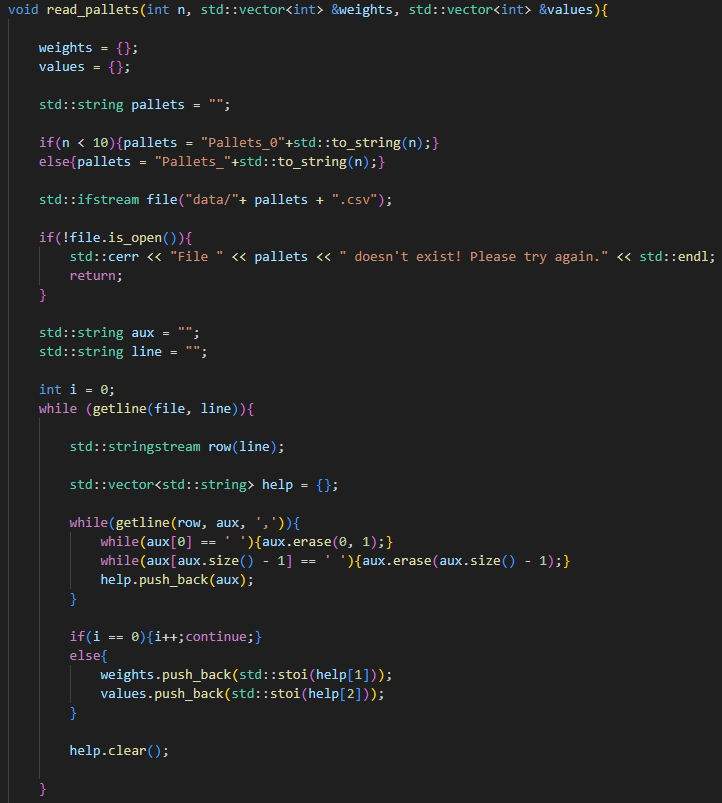 void read_pallets(int n, std::vector<int> &weights, std::vector<int> &values){
weights = {};
values = {};
std::string pallets = "";
if(n < 10){pallets = "Pallets_0"+std::to_string(n);}
else{pallets = "Pallets_"+std::to_string(n);}
std::ifstream file("data/"+ pallets + ".csv");
if(!file.is_open()){
std::cerr << "File " << pallets << " doesn't exist! Please try again." << std::endl;
return;
}
std::string aux = "";
std::string line = "";
int i = 0;
while (getline(file, line)){
std::stringstream row(line);
std::vector<std::string> help = {};
while(getline(row, aux, ',')){
while(aux[0] == ' '){aux.erase(0, 1);}
while(aux[aux.size() - 1] == ' '){aux.erase(aux.size() - 1);}
help.push_back(aux);
}
if(i == 0){i++;continue;}
else{
weights.push_back(std::stoi(help[1]));
values.push_back(std::stoi(help[2]));
}
help.clear();
}